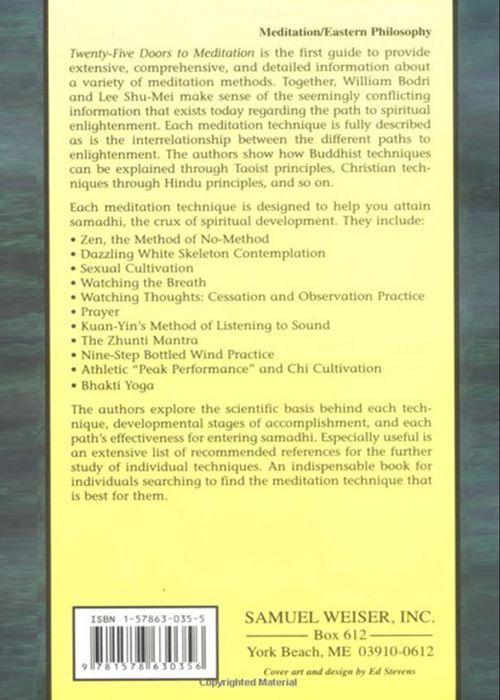 Meditation/Eastern Philosophy
Twenty-Five Doors to Meditation is the first guide to provide
extensive, comprehensive, and detailed information about
a variety of meditation methods. Together, William Bodri
and Lee Shu-Mei make sense of the seemingly conflicting
information that exists today regarding the path to spiritual
enlightenment. Each meditation technique is fully described
as is the interrelationship between the different paths to
enlightenment. The authors show how Buddhist techniques
can be explained through Taoist principles, Christian tech-
niques through Hindu principles, and so on.
Each meditation technique is designed to help you attain
samadhi, the crux of spiritual development. They include:
• Zen, the Method of No-Method
• Dazzling White Skeleton Contemplation
• Sexual Cultivation
• Watching the Breath
• Watching Thoughts: Cessation and Observation Practice
• Prayer
• Kuan-Yin's Method of Listening to Sound
• The Zhunti Mantra
• Nine-Step Bottled Wind Practice
• Athletic "Peak Performance" and Chi Cultivation
• Bhakti Yoga
The authors explore the scientific basis behind each tech-
nique, developmental stages of accomplishment, and each
path's effectiveness for entering samadhi. Especially useful is
an extensive list of recommended references for the further
study of individual techniques. An indispensable book for
individuals searching to find the meditation technique that
is best for them.
ISBN 1-57863-035-5
9 781578 630356
SAMUEL WEISER, INC.
Box 612
York Beach, ME 03910-0612
Cover art and design by Ed Stevens
Copyrighted Material